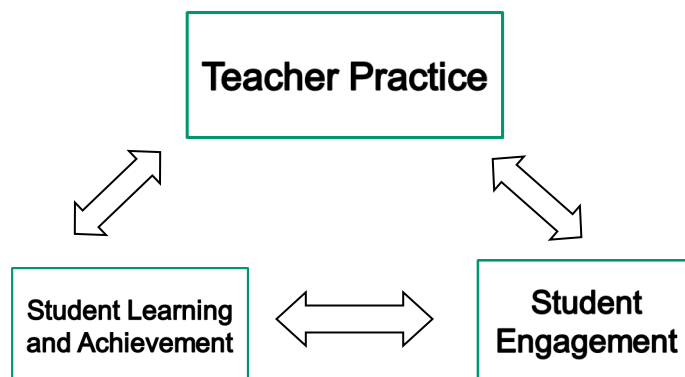 Teacher Practice
Student Learning
and Achievement
Student
Engagement